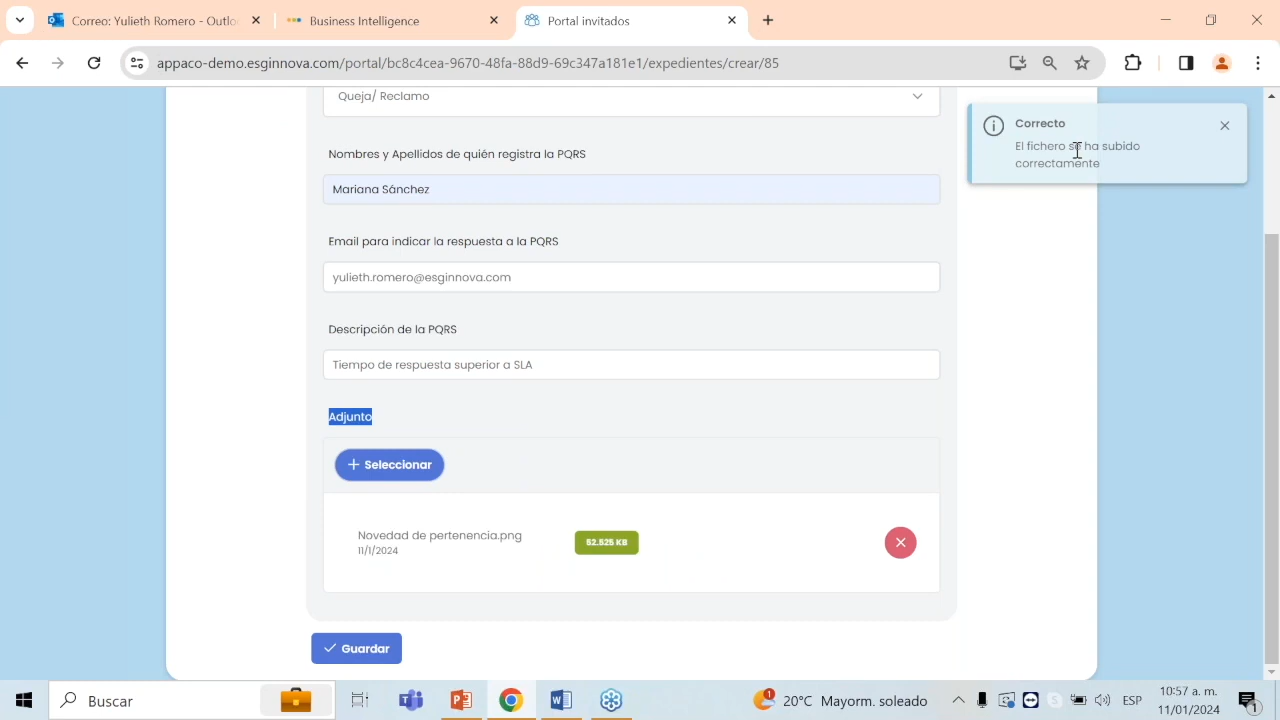 Correo: Yulieth Romero - Outlo
Business Intelligence
Portal invitados
appaco-demo.esginnova.com/portal/bc8c4cea-9670-48fa-88d9-69c347a181e1/expedientes/crear/85
Queja/ Reclamo
Correcto
El fichero se ha subido
correctamente
Nombres y Apellidos de quién registra la PQRS
Mariana Sánchez
Email para indicar la respuesta a la PQRS
yulieth.romero@esginnova.com
Descripción de la PQRS
Tiempo de respuesta superior a SLA
Adjunto
+ Seleccionar
Novedad de pertenencia.png
11/1/2024
52.525 KB
Guardar
Buscar
1
20°C Mayorm. soleado
ESP
10:57 a. m.
11/01/2024
1